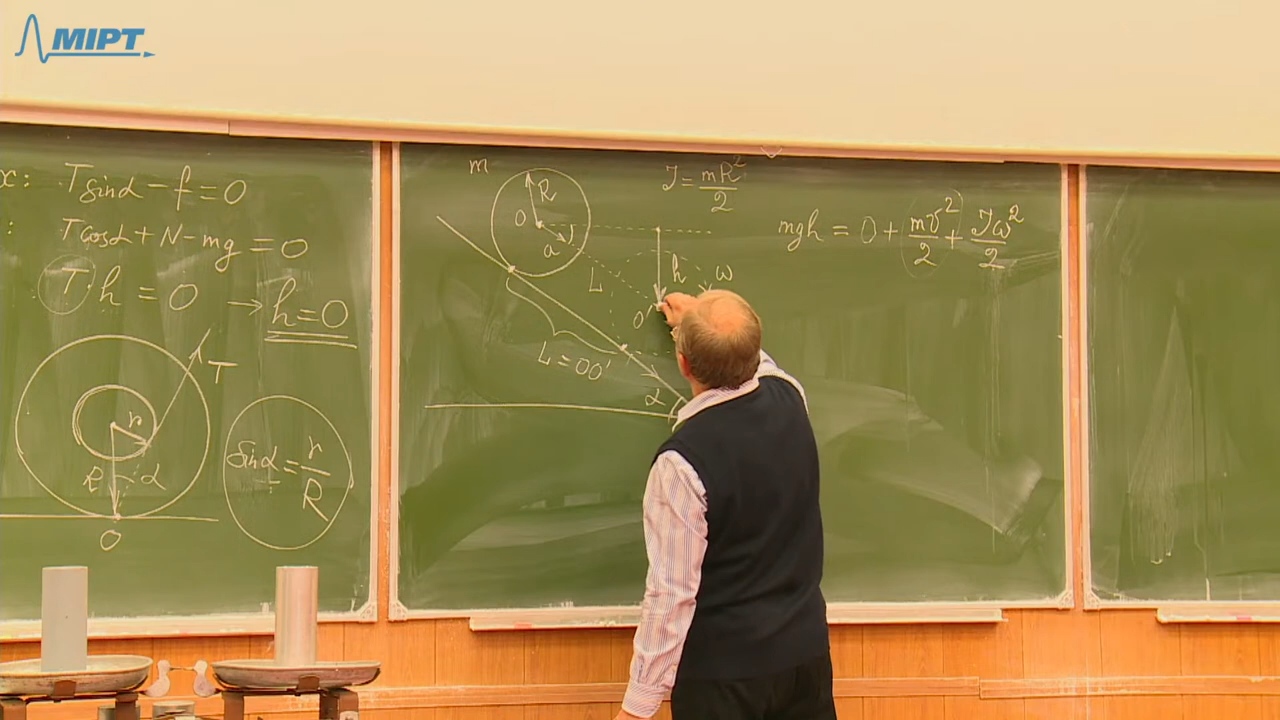 MIPT
x: T sinα − f = 0
: T cosα + N − mg = 0
T · h = 0 → h = 0
T
r
R α
O
sinα = r/R
m
R
O
a
J = mR²/2
L
h
ω
O'
L = OO'
α
mgh = 0 + mv²/2 + Jω²/2